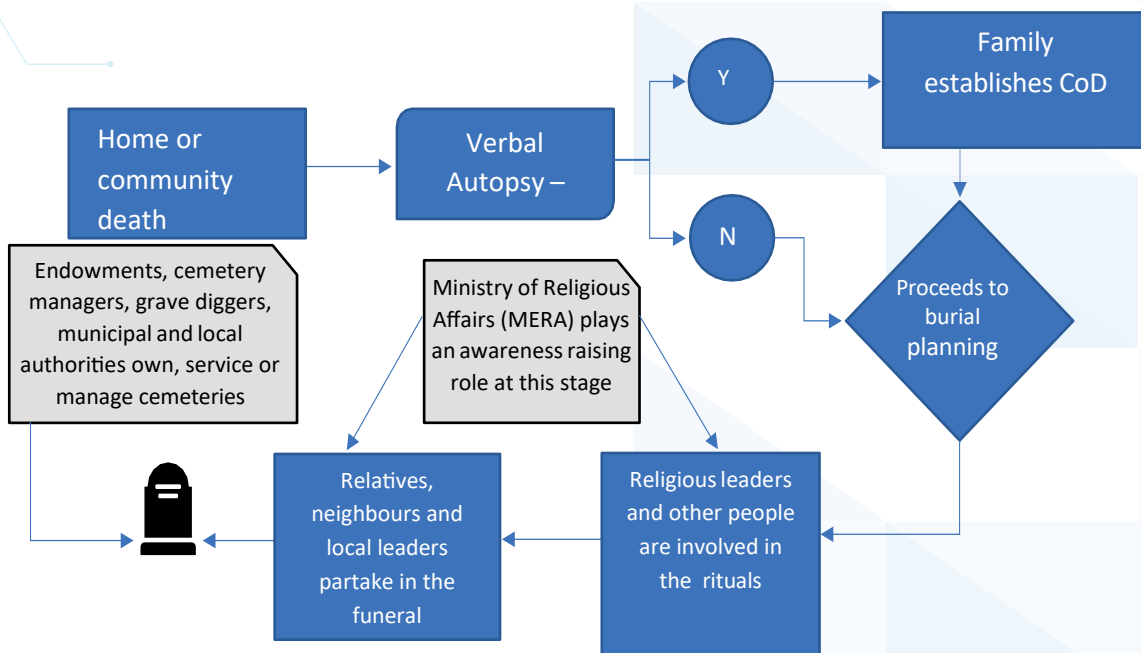 Home or
community
death
Verbal
Autopsy –
Y
Family
establishes CoD
N
Proceeds to
burial
planning
Endowments, cemetery
managers, grave diggers,
municipal and local
authorities own, service or
manage cemeteries
Ministry of Religious
Affairs (MERA) plays
an awareness raising
role at this stage
Relatives,
neighbours and
local leaders
partake in the
funeral
Religious leaders
and other people
are involved in
the rituals